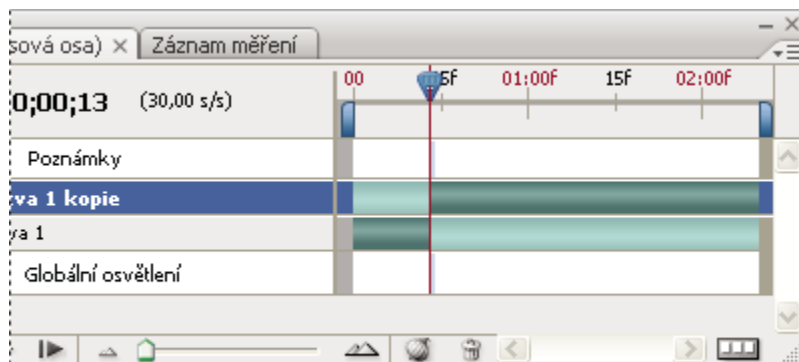 sová osa) × Záznam měření
00 5f 01:00f 15f 02:00f
0;00;13 (30,00 s/s)
Poznámky
va 1 kopie
va 1
Globální osvětlení